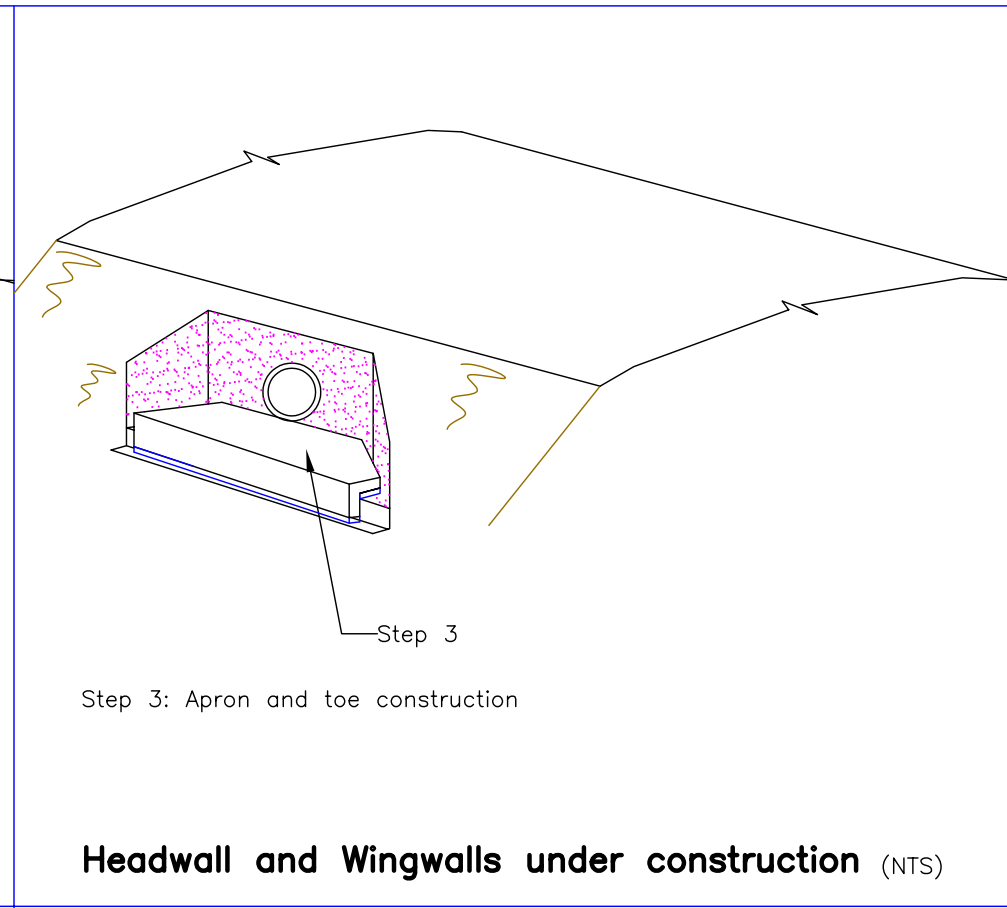 Step 3
Step 3: Apron and toe construction
Headwall and Wingwalls under construction (NTS)